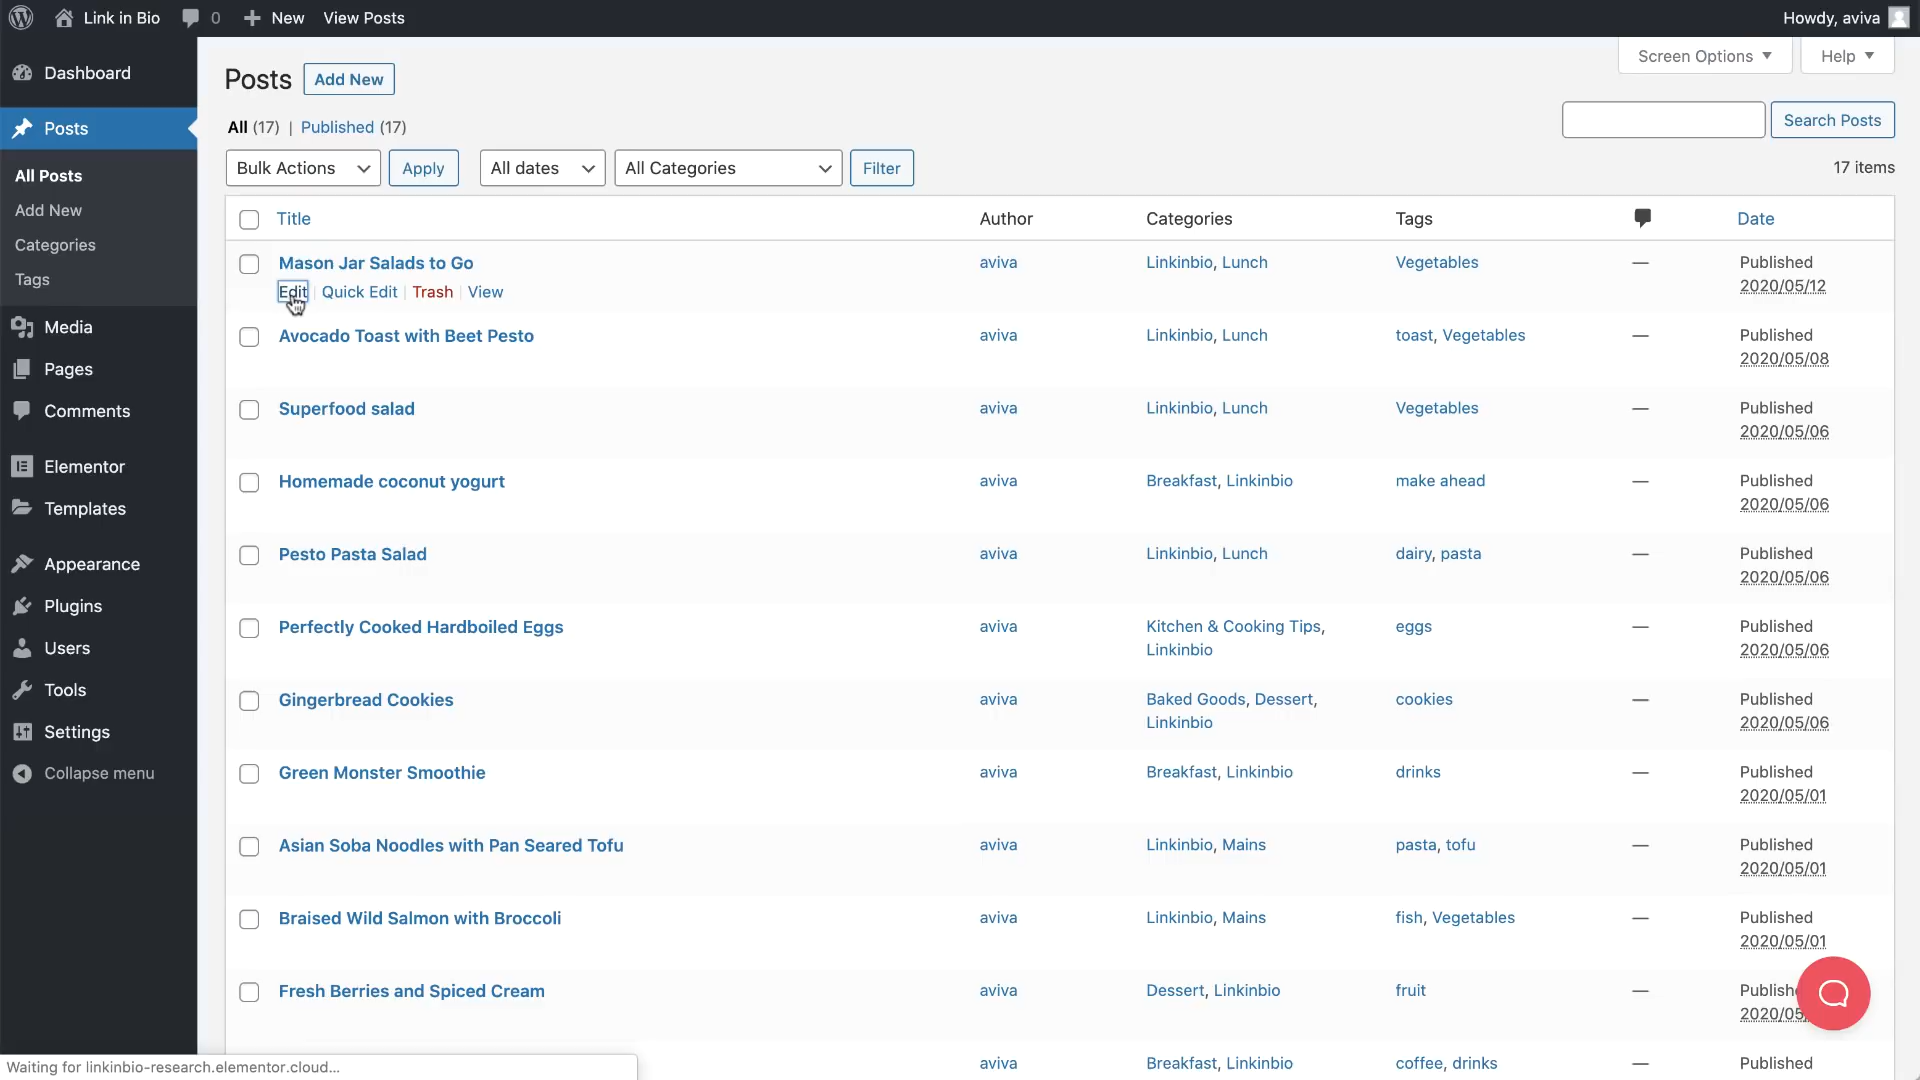 Link in Bio 0 New View Posts Howdy, aviva
Screen Options Help
Dashboard
Posts
All Posts
Add New
Categories
Tags
Media
Pages
Comments
Elementor
Templates
Appearance
Plugins
Users
Tools
Settings
Collapse menu
Posts Add New
All (17) | Published (17)
Search Posts
Bulk Actions Apply All dates All Categories Filter 17 items
Title Author Categories Tags Date
Mason Jar Salads to Go aviva Linkinbio, Lunch Vegetables — Published
Edit | Quick Edit | Trash | View 2020/05/12
Avocado Toast with Beet Pesto aviva Linkinbio, Lunch toast, Vegetables — Published
2020/05/08
Superfood salad aviva Linkinbio, Lunch Vegetables — Published
2020/05/06
Homemade coconut yogurt aviva Breakfast, Linkinbio make ahead — Published
2020/05/06
Pesto Pasta Salad aviva Linkinbio, Lunch dairy, pasta — Published
2020/05/06
Perfectly Cooked Hardboiled Eggs aviva Kitchen & Cooking Tips, eggs — Published
Linkinbio 2020/05/06
Gingerbread Cookies aviva Baked Goods, Dessert, cookies — Published
Linkinbio 2020/05/06
Green Monster Smoothie aviva Breakfast, Linkinbio drinks — Published
2020/05/01
Asian Soba Noodles with Pan Seared Tofu aviva Linkinbio, Mains pasta, tofu — Published
2020/05/01
Braised Wild Salmon with Broccoli aviva Linkinbio, Mains fish, Vegetables — Published
2020/05/01
Fresh Berries and Spiced Cream aviva Dessert, Linkinbio fruit —
aviva Breakfast, Linkinbio coffee, drinks — Published
Waiting for linkinbio-research.elementor.cloud...